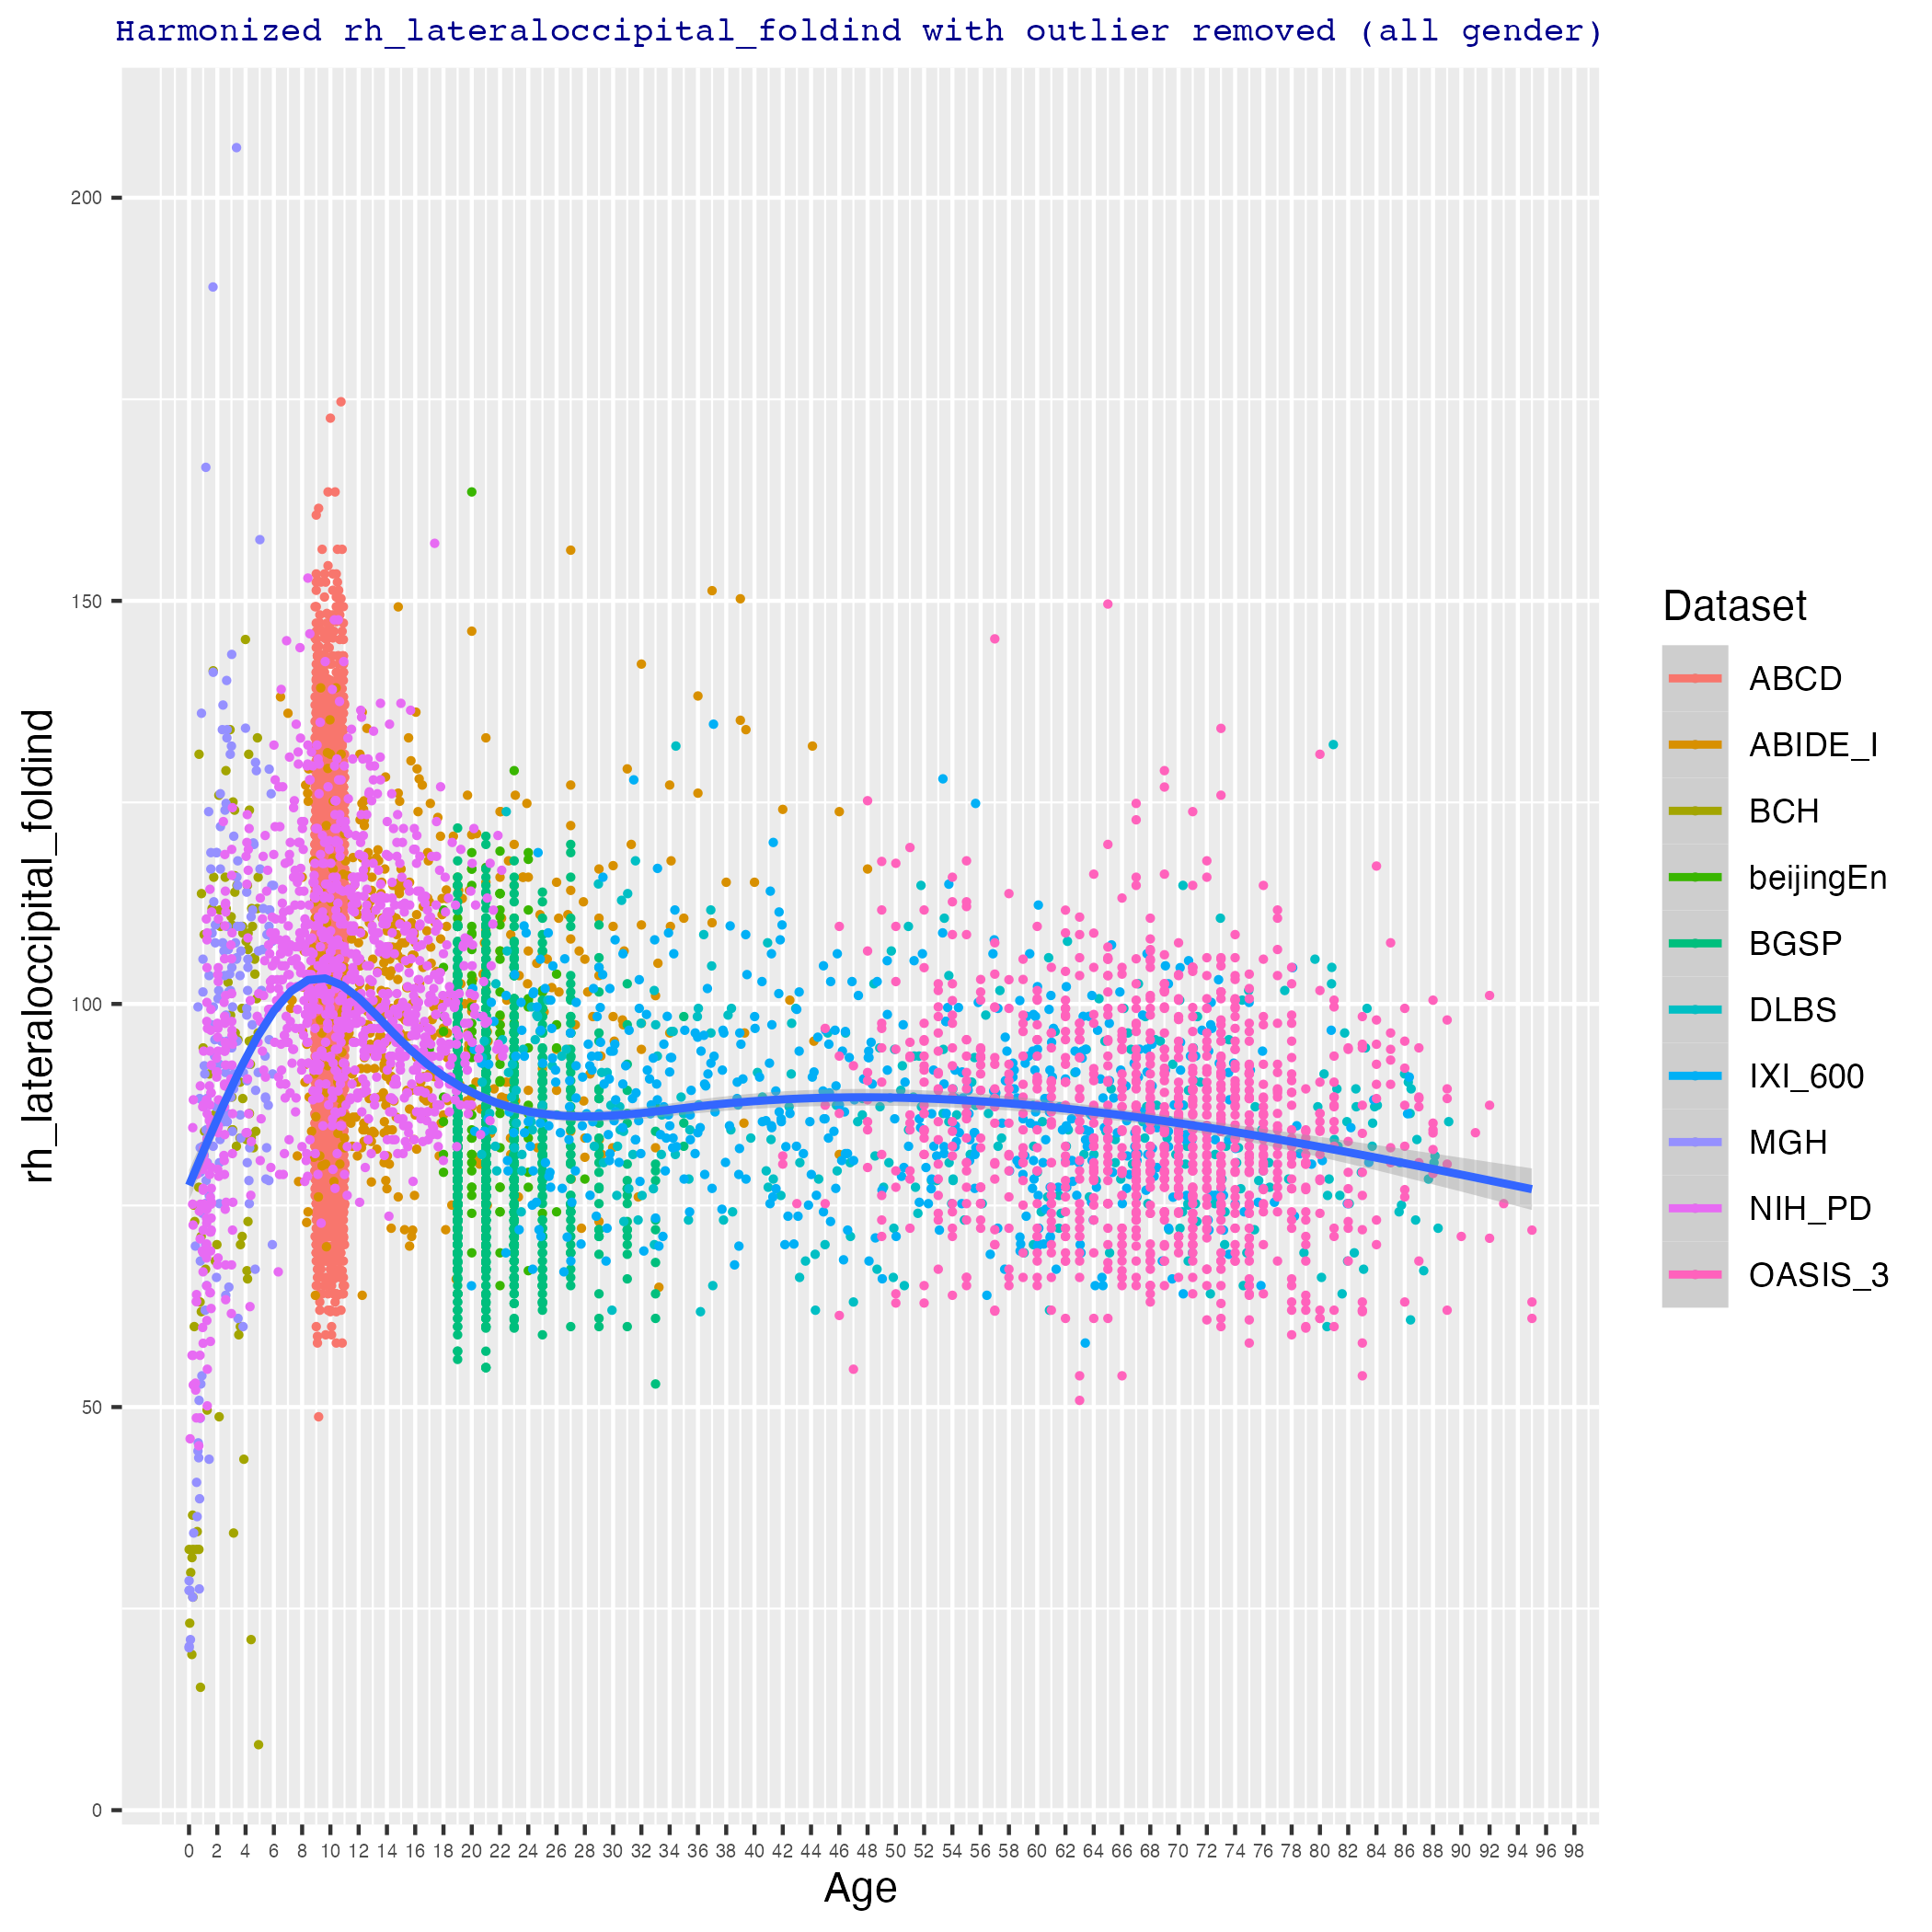 Harmonized rh_lateraloccipital_foldind with outlier removed (all gender)
rh_lateraloccipital_foldind
200
150
100
50
0
0 2 4 6 8 10 12 14 16 18 20 22 24 26 28 30 32 34 36 38 40 42 44 46 48 50 52 54 56 58 60 62 64 66 68 70 72 74 76 78 80 82 84 86 88 90 92 94 96 98
Age
Dataset
ABCD
ABIDE_I
BCH
beijingEn
BGSP
DLBS
IXI_600
MGH
NIH_PD
OASIS_3